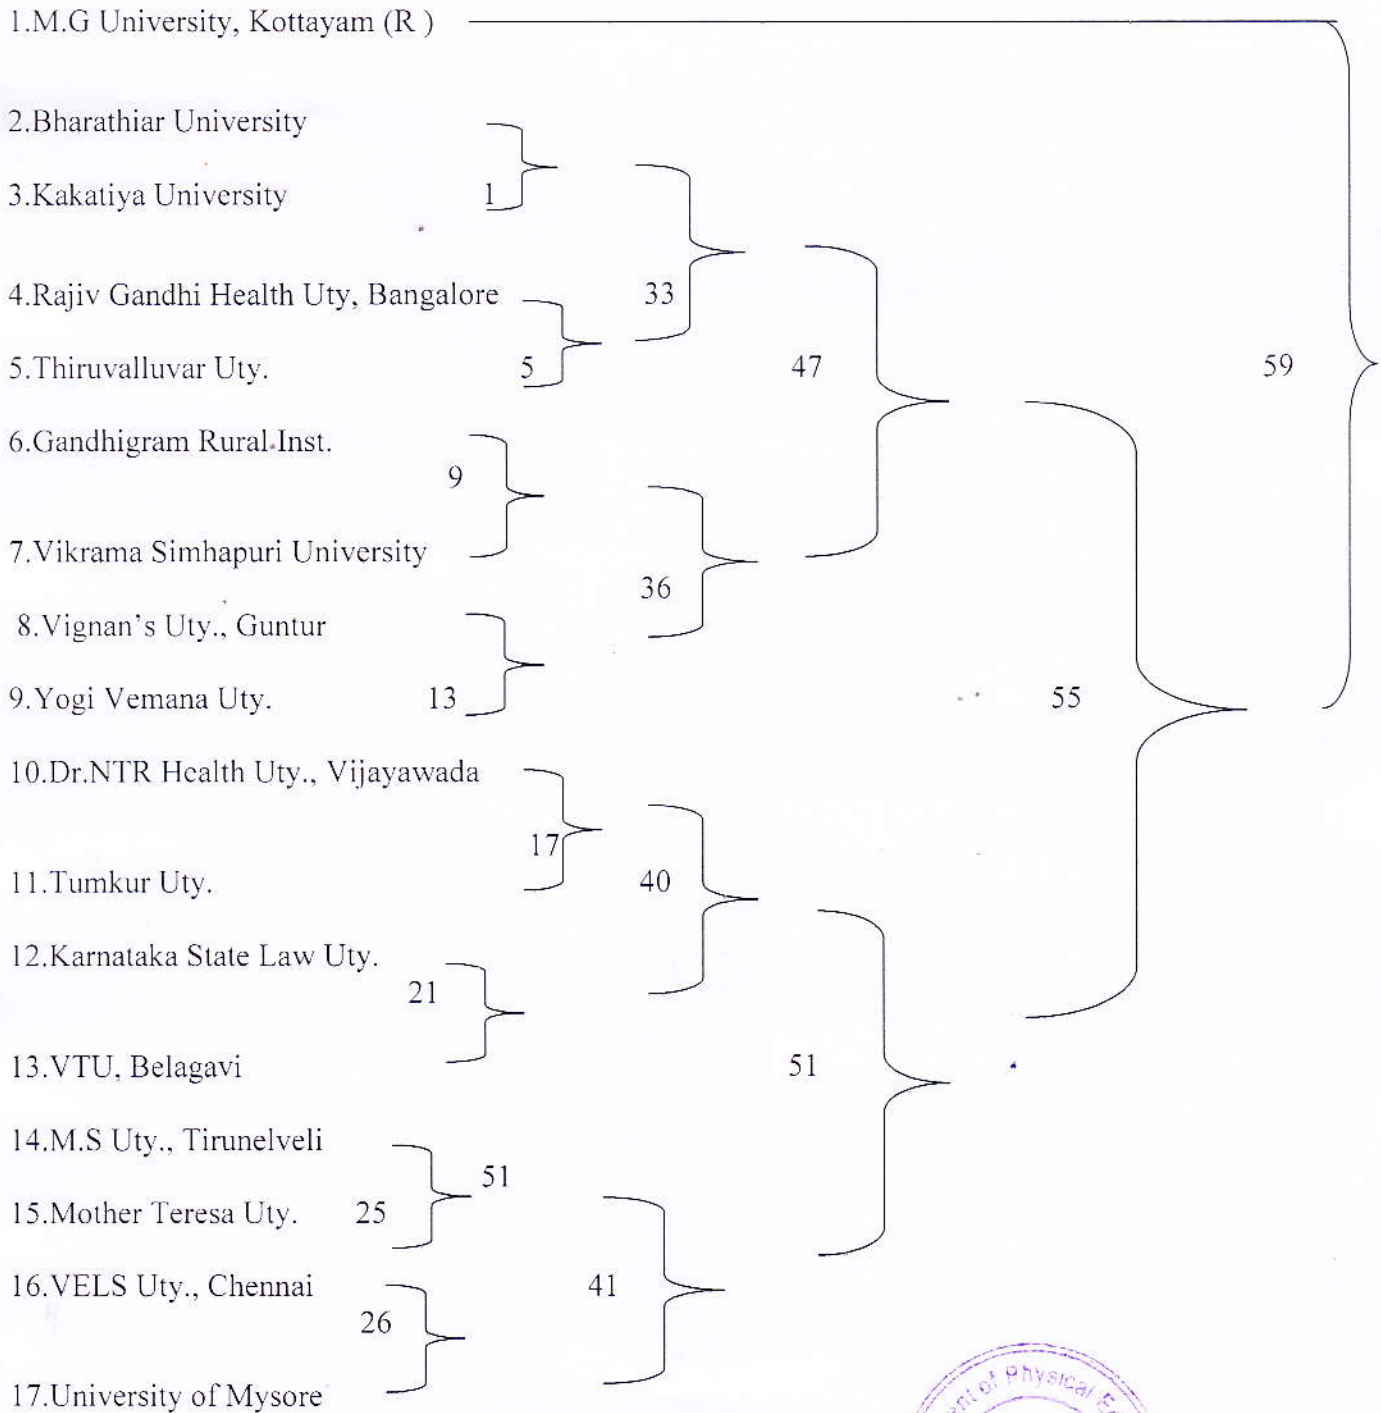 1.M.G University, Kottayam (R )
2.Bharathiar University
3.Kakatiya University 1
4.Rajiv Gandhi Health Uty, Bangalore 33
5.Thiruvalluvar Uty. 5 47 59
6.Gandhigram Rural Inst.
9
7.Vikrama Simhapuri University
36
8.Vignan's Uty., Guntur
9.Yogi Vemana Uty. 13 55
10.Dr.NTR Health Uty., Vijayawada
17
11.Tumkur Uty. 40
12.Karnataka State Law Uty.
21
13.VTU, Belagavi 51
14.M.S Uty., Tirunelveli
51
15.Mother Teresa Uty. 25
16.VELS Uty., Chennai 41
26
17.University of Mysore
of Physical